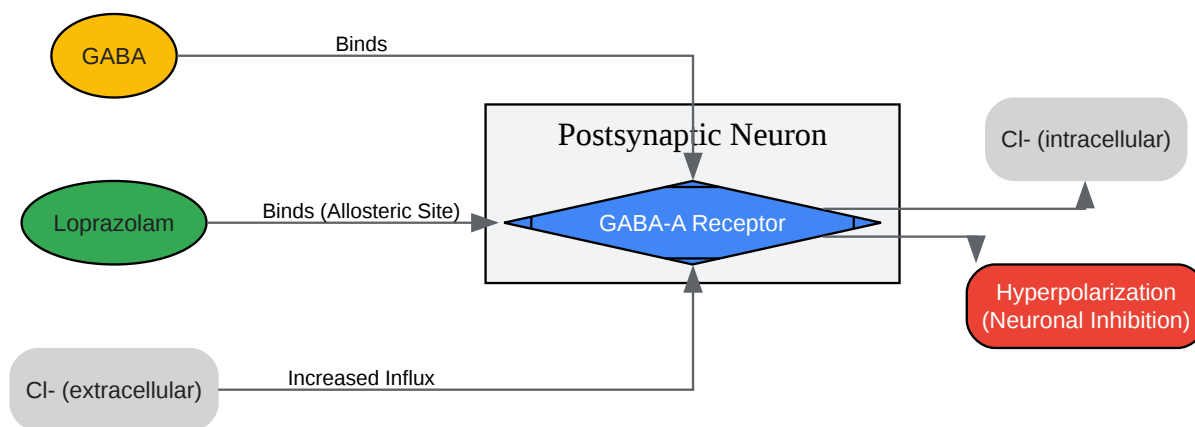 GABA
Binds
Postsynaptic Neuron
Cl- (intracellular)
Loprazolam
Binds (Allosteric Site)
GABA-A Receptor
Hyperpolarization
(Neuronal Inhibition)
Cl- (extracellular)
Increased Influx